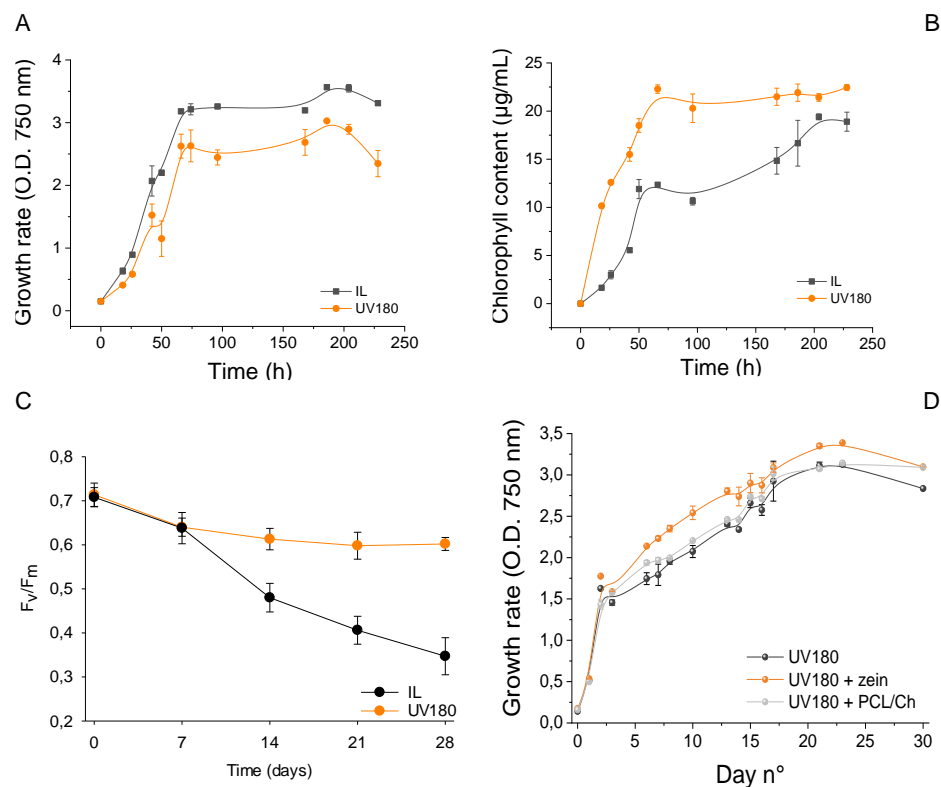 A
B
Growth rate (O.D. 750 nm)
4
3
2
1
0
IL
UV180
0 50 100 150 200 250
Time (h)
Chlorophyll content (µg/mL)
25
20
15
10
5
0
IL
UV180
0 50 100 150 200 250
Time (h)
C
D
Fv/Fm
0,8
0,7
0,6
0,5
0,4
0,3
0,2
IL
UV180
0 7 14 21 28
Time (days)
Growth rate (O.D. 750 nm)
3,5
3,0
2,5
2,0
1,5
1,0
0,5
0,0
UV180
UV180 + zein
UV180 + PCL/Ch
0 5 10 15 20 25 30
Day n°